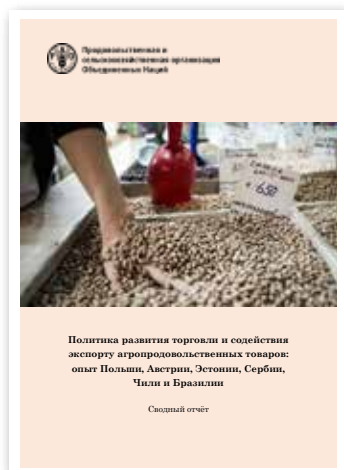 Продовольственная и
сельскохозяйственная организация
Объединенных Наций
650
Политика развития торговли и содействия
экспорту агропродовольственных товаров:
опыт Польши, Австрии, Эстонии, Сербии,
Чили и Бразилии
Сводный отчёт